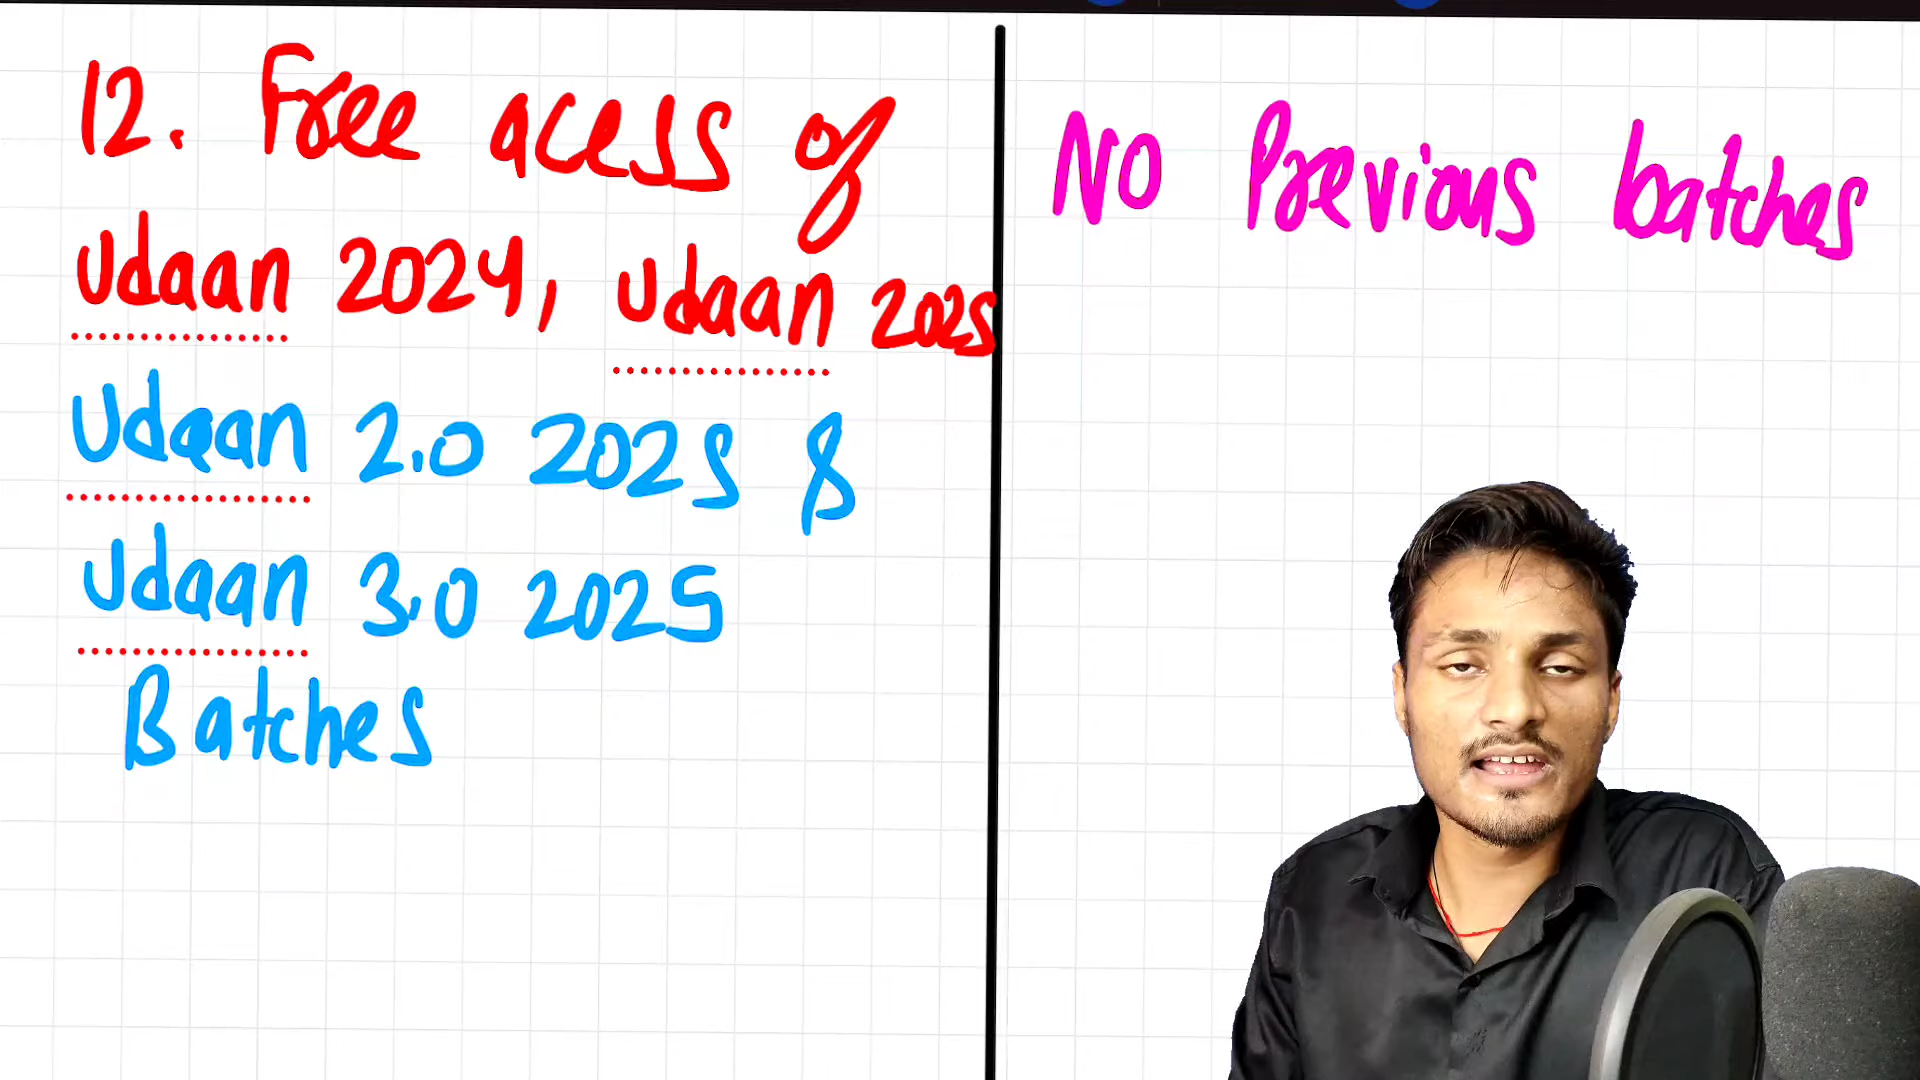 12. Free acess of
Udaan 2024, Udaan 2025
Udaan 2.0 2025 &
Udaan 3.0 2025
Batches
NO Previous batches